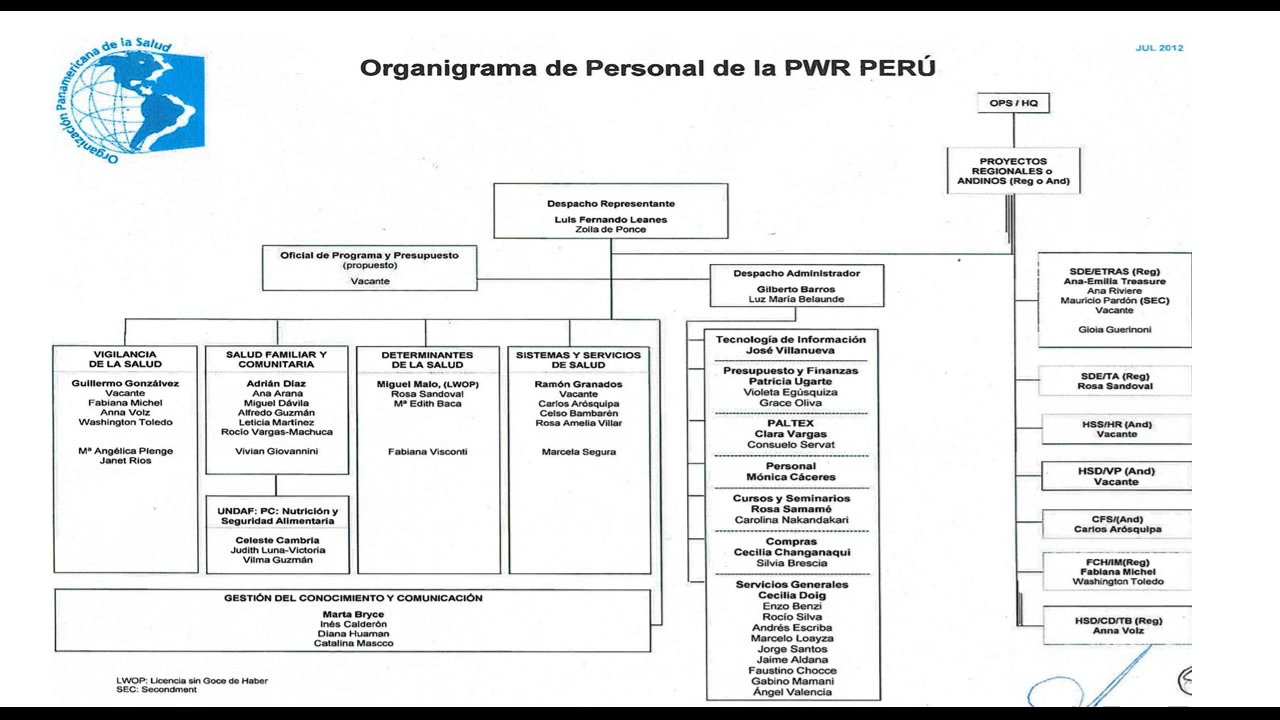 Organización Panamericana de la Salud
JUL 2012
Organigrama de Personal de la PWR PERÚ
OPS / HQ
PROYECTOS
REGIONALES o
ANDINOS (Reg o And)
Despacho Representante
Luis Fernando Leanes
Zoila de Ponce
Oficial de Programa y Presupuesto
(propuesto)
Vacante
Despacho Administrador
Gilberto Barros
Luz María Belaunde
VIGILANCIA
DE LA SALUD
Guillermo Gonzálvez
Vacante
Fabiana Michel
Anna Volz
Washington Toledo
Mª Angélica Plenge
Janet Rios
SALUD FAMILIAR Y
COMUNITARIA
Adrián Díaz
Ana Arana
Miguel Dávila
Alfredo Guzmán
Leticia Martínez
Rocío Vargas-Machuca
Vivian Giovannini
UNDAF: PC: Nutrición y
Seguridad Alimentaria
Celeste Cambria
Judith Luna-Victoria
Vilma Guzmán
DETERMINANTES
DE LA SALUD
Miguel Malo, (LWOP)
Rosa Sandoval
Mª Edith Baca
Fabiana Visconti
SISTEMAS Y SERVICIOS
DE SALUD
Ramón Granados
Vacante
Carlos Arósquipa
Celso Bambarén
Rosa Amelia Villar
Marcela Segura
GESTIÓN DEL CONOCIMIENTO Y COMUNICACIÓN
Marta Bryce
Inés Calderón
Diana Huaman
Catalina Mascco
Tecnología de Información
José Villanueva
Presupuesto y Finanzas
Patricia Ugarte
Violeta Egúsquiza
Grace Oliva
PALTEX
Clara Vargas
Consuelo Servat
Personal
Mónica Cáceres
Cursos y Seminarios
Rosa Samamé
Carolina Nakandakari
Compras
Cecilia Changanaqui
Silvia Brescia
Servicios Generales
Cecilia Doig
Enzo Benzi
Rocío Silva
Andrés Escriba
Marcelo Loayza
Jorge Santos
Jaime Aldana
Faustino Chocce
Gabino Mamani
Ángel Valencia
SDE/ETRAS (Reg)
Ana-Emilia Treasure
Ana Riviere
Mauricio Pardón (SEC)
Vacante
Gioia Guerinoni
SDE/TA (Reg)
Rosa Sandoval
HSS/HR (And)
Vacante
HSD/VP (And)
Vacante
CFS/(And)
Carlos Arósquipa
FCH/IM(Reg)
Fabiana Michel
Washington Toledo
HSD/CD/TB (Reg)
Anna Volz
LWOP: Licencia sin Goce de Haber
SEC: Secondment